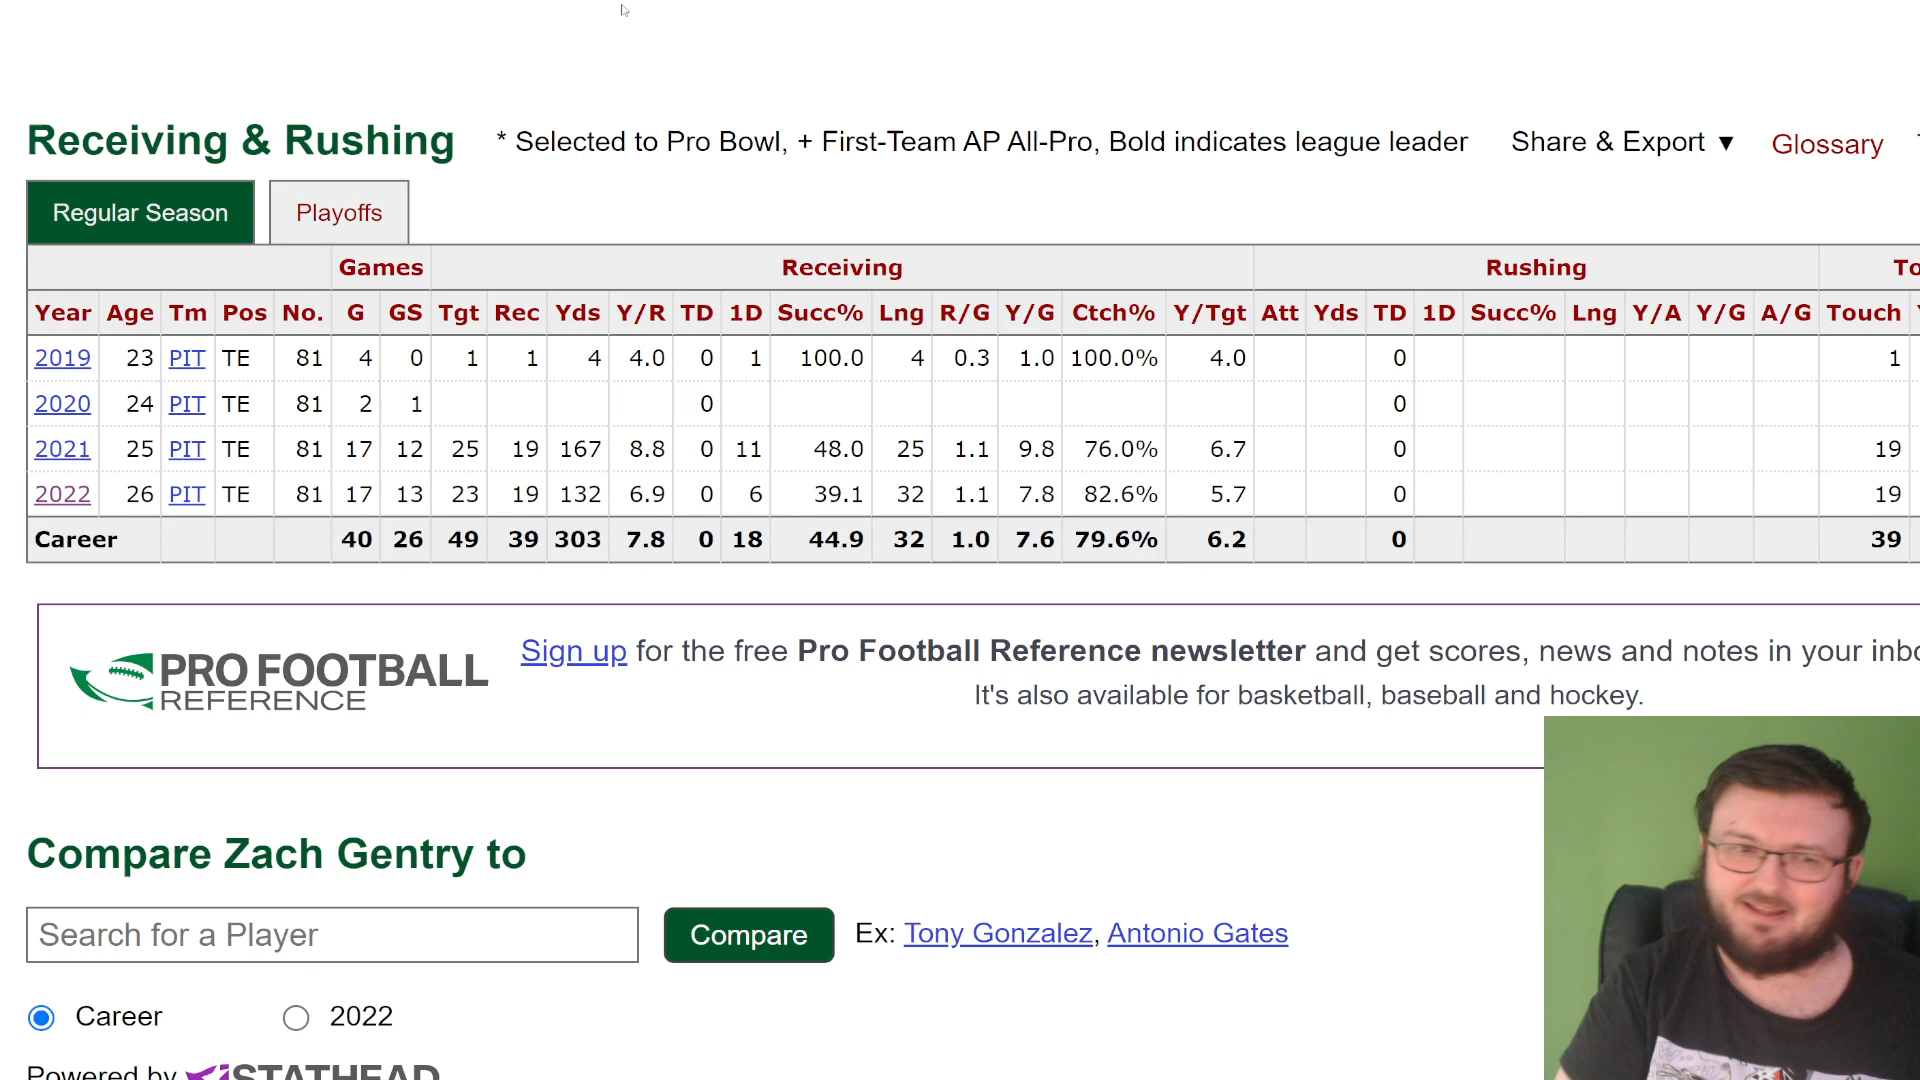 Receiving & Rushing * Selected to Pro Bowl, + First-Team AP All-Pro, Bold indicates league leader Share & Export ▼ Glossary
Regular Season Playoffs
Games Receiving Rushing
Year Age Tm Pos No. G GS Tgt Rec Yds Y/R TD 1D Succ% Lng R/G Y/G Ctch% Y/Tgt Att Yds TD 1D Succ% Lng Y/A Y/G A/G Touch
2019 23 PIT TE 81 4 0 1 1 4 4.0 0 1 100.0 4 0.3 1.0 100.0% 4.0 0 1
2020 24 PIT TE 81 2 1 0 0
2021 25 PIT TE 81 17 12 25 19 167 8.8 0 11 48.0 25 1.1 9.8 76.0% 6.7 0 19
2022 26 PIT TE 81 17 13 23 19 132 6.9 0 6 39.1 32 1.1 7.8 82.6% 5.7 0 19
Career 40 26 49 39 303 7.8 0 18 44.9 32 1.0 7.6 79.6% 6.2 0 39
PRO FOOTBALL
REFERENCE
Sign up for the free Pro Football Reference newsletter and get scores, news and notes in your
It's also available for basketball, baseball and hockey.
Compare Zach Gentry to
Search for a Player Compare Ex: Tony Gonzalez, Antonio Gates
Career 2022
Powered by STATHEAD